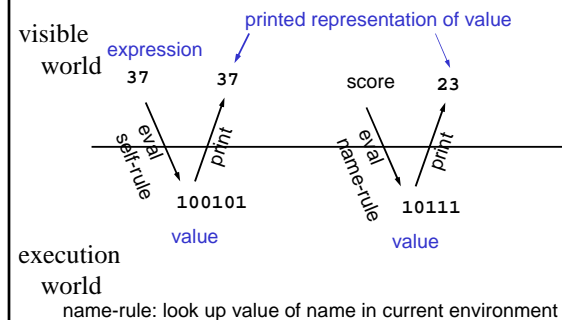 printed representation of value
visible
world
expression
37
37
score
23
eval
self-rule
print
eval
name-rule
print
100101
10111
value
value
execution
world
name-rule: look up value of name in current environment